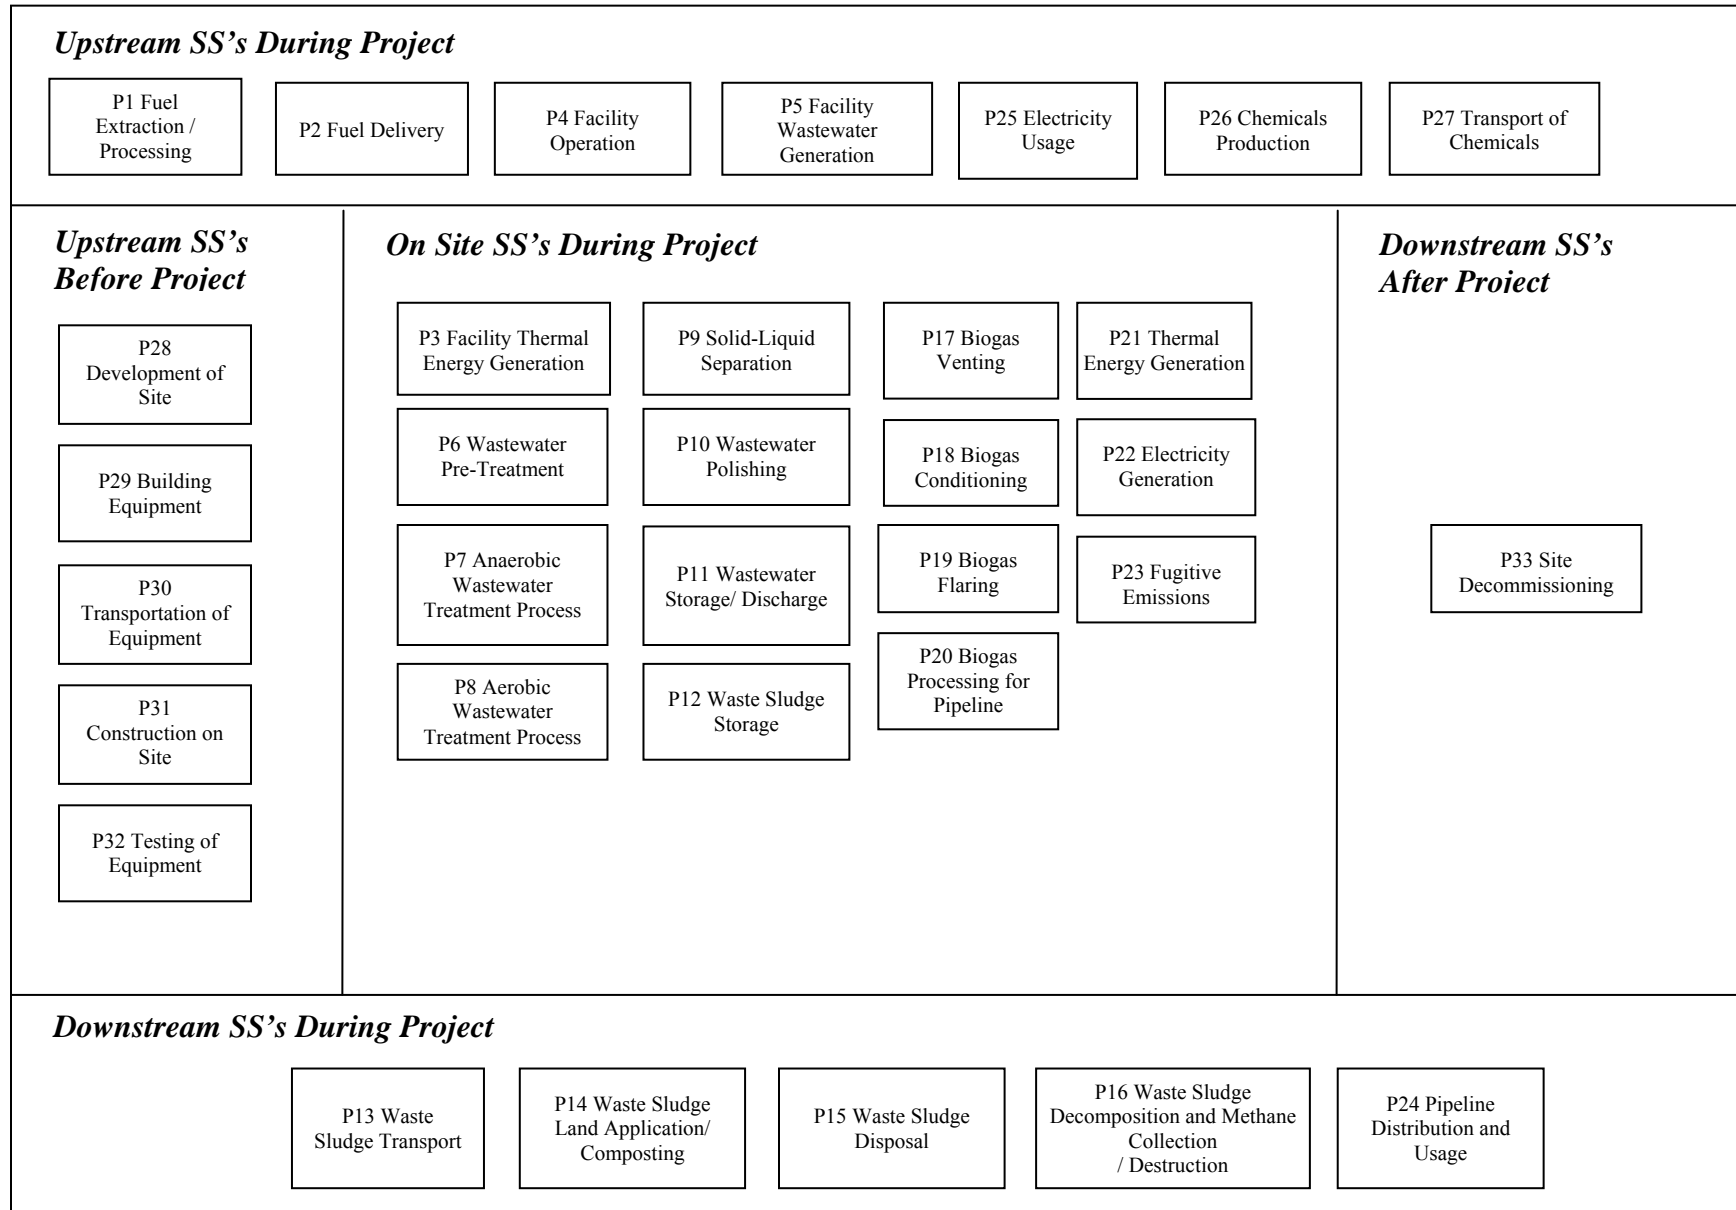 Upstream SS’s During Project
P1 Fuel
Extraction /
Processing
P2 Fuel Delivery
P4 Facility
Operation
P5 Facility
Wastewater
Generation
P25 Electricity
Usage
P26 Chemicals
Production
P27 Transport of
Chemicals
Upstream SS’s
Before Project
P28
Development of
Site
P29 Building
Equipment
P30
Transportation of
Equipment
P31
Construction on
Site
P32 Testing of
Equipment
On Site SS’s During Project
P3 Facility Thermal
Energy Generation
P6 Wastewater
Pre-Treatment
P7 Anaerobic
Wastewater
Treatment Process
P8 Aerobic
Wastewater
Treatment Process
P9 Solid-Liquid
Separation
P10 Wastewater
Polishing
P11 Wastewater
Storage/ Discharge
P12 Waste Sludge
Storage
P17 Biogas
Venting
P18 Biogas
Conditioning
P19 Biogas
Flaring
P20 Biogas
Processing for
Pipeline
P21 Thermal
Energy Generation
P22 Electricity
Generation
P23 Fugitive
Emissions
Downstream SS’s
After Project
P33 Site
Decommissioning
Downstream SS’s During Project
P13 Waste
Sludge Transport
P14 Waste Sludge
Land Application/
Composting
P15 Waste Sludge
Disposal
P16 Waste Sludge
Decomposition and Methane
Collection
/ Destruction
P24 Pipeline
Distribution and
Usage